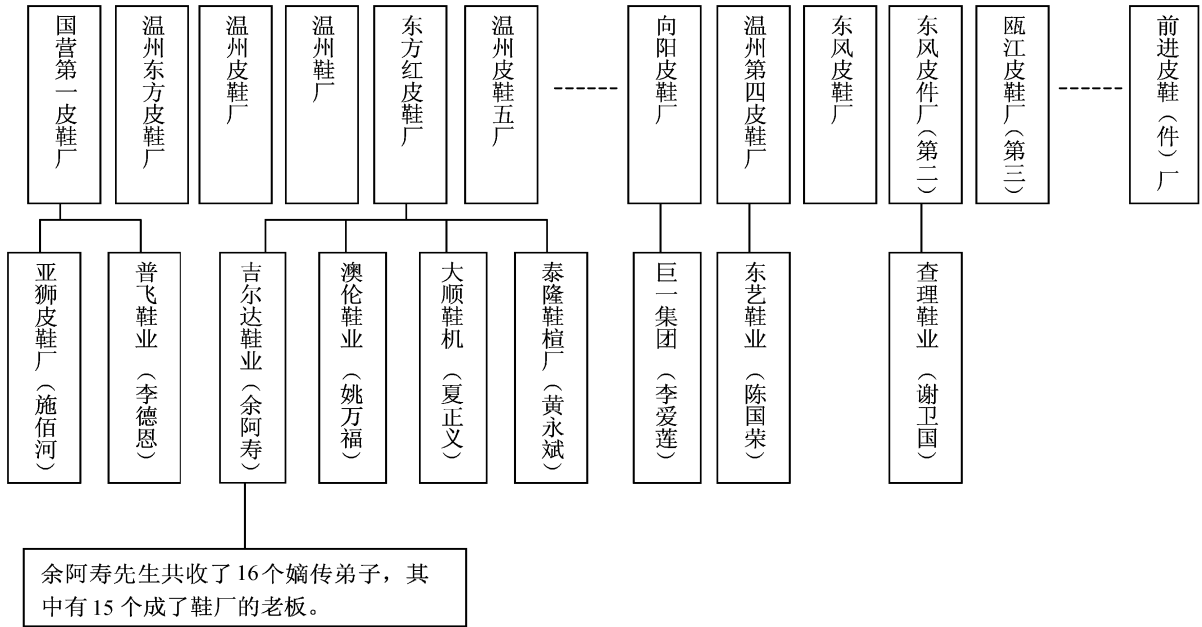 国营第一皮鞋厂
温州东方皮鞋厂
温州皮鞋厂
温州鞋厂
东方红皮鞋厂
温州皮鞋五厂
向阳皮鞋厂
温州第四皮鞋厂
东风皮鞋厂
东风皮件厂（第二）
瓯江皮鞋厂（第三）
前进皮鞋（件）厂
亚狮皮鞋厂（施佰河）
普飞鞋业（李德恩）
吉尔达鞋业（余阿寿）
澳伦鞋业（姚万福）
大顺鞋机（夏正义）
泰隆鞋楦厂（黄永斌）
巨一集团（李爱莲）
东艺鞋业（陈国荣）
查理鞋业（谢卫国）
余阿寿先生共收了16个嫡传弟子，其
中有15个成了鞋厂的老板。